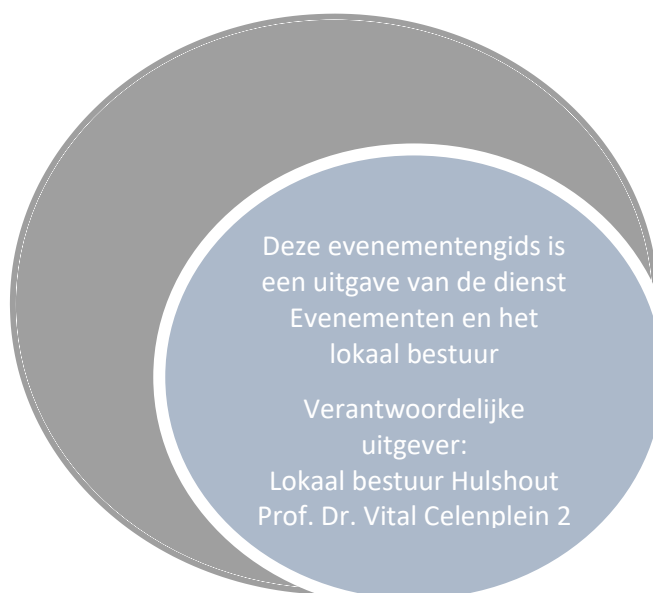 Deze evenementengids is
een uitgave van de dienst
Evenementen en het
lokaal bestuur
Verantwoordelijke
uitgever:
Lokaal bestuur Hulshout
Prof. Dr. Vital Celenplein 2